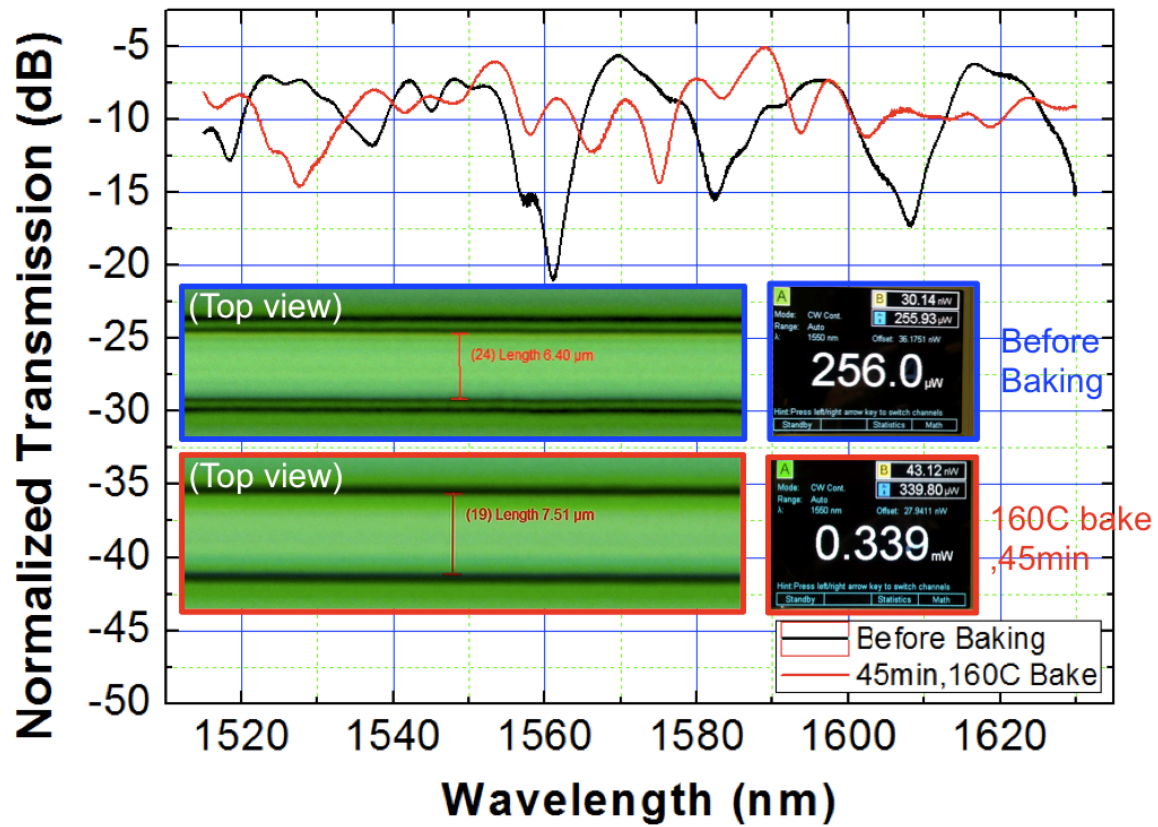 Normalized Transmission (dB)
-5
-10
-15
-20
-25
-30
-35
-40
-45
-50
(Top view)
(24) Length 6.40 µm
A
B 30.14 nW
255.93 µW
Mode: CW Cont.
Range: Auto
λ: 1550 nm
Offset: 36.1751 nW
256.0 µW
Hint:Press left/right arrow key to switch channels
Standby Statistics Math
Before
Baking
(Top view)
(19) Length 7.51 µm
A
B 43.12 nW
339.80 µW
Mode: CW Cont.
Range: Auto
λ: 1550 nm
Offset: 27.9411 nW
0.339 mW
Hint:Press left/right arrow key to switch channels
Standby Statistics Math
160C bake
,45min
Before Baking
45min,160C Bake
1520 1540 1560 1580 1600 1620
Wavelength (nm)